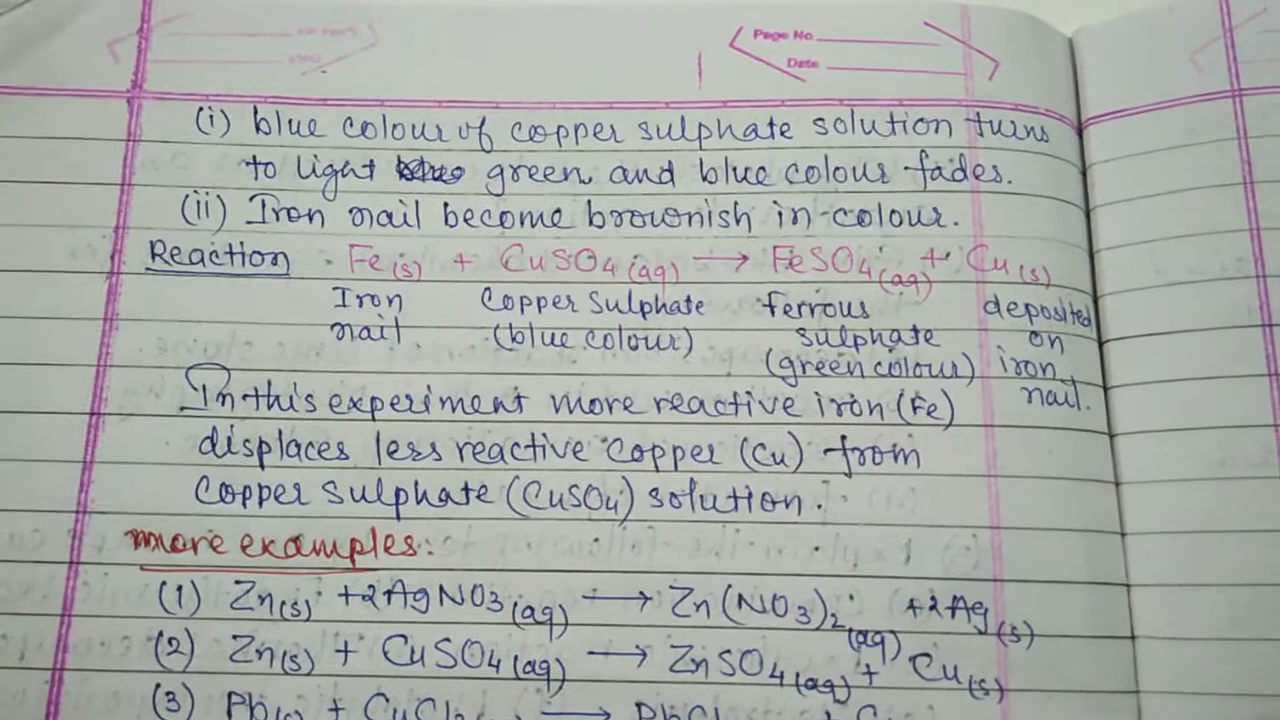 Page No
Date
(i) blue colour of copper sulphate solution turns
to light green and blue colour fades.
(ii) Iron nail become brownish in colour.
Reaction - Fe(s) + CuSO4(aq) → FeSO4(aq) + Cu(s)
Iron Copper Sulphate ferrous deposited
nail (blue colour) sulphate on
(green colour) iron
nail.
In this experiment more reactive iron (Fe)
displaces less reactive Copper (Cu) from
Copper Sulphate (CuSO4) solution.
more examples:
(1) Zn(s) + 2AgNO3(aq) → Zn(NO3)2(aq) + 2Ag(s)
(2) Zn(s) + CuSO4(aq) → ZnSO4(aq) + Cu(s)
(3) Pb(s) + CuCl2 → PbCl +